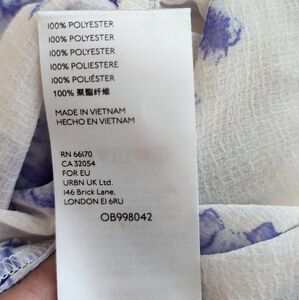 100% POLYESTER
100% POLYESTER
100% POLYESTER
100% POLIESTERE
100% POLIÉSTER
100% 聚酯纤维
MADE IN VIETNAM
HECHO EN VIETNAM
RN 66170
CA 32054
FOR EU
URBN UK Ltd.
146 Brick Lane,
LONDON E1 6RU
OB998042